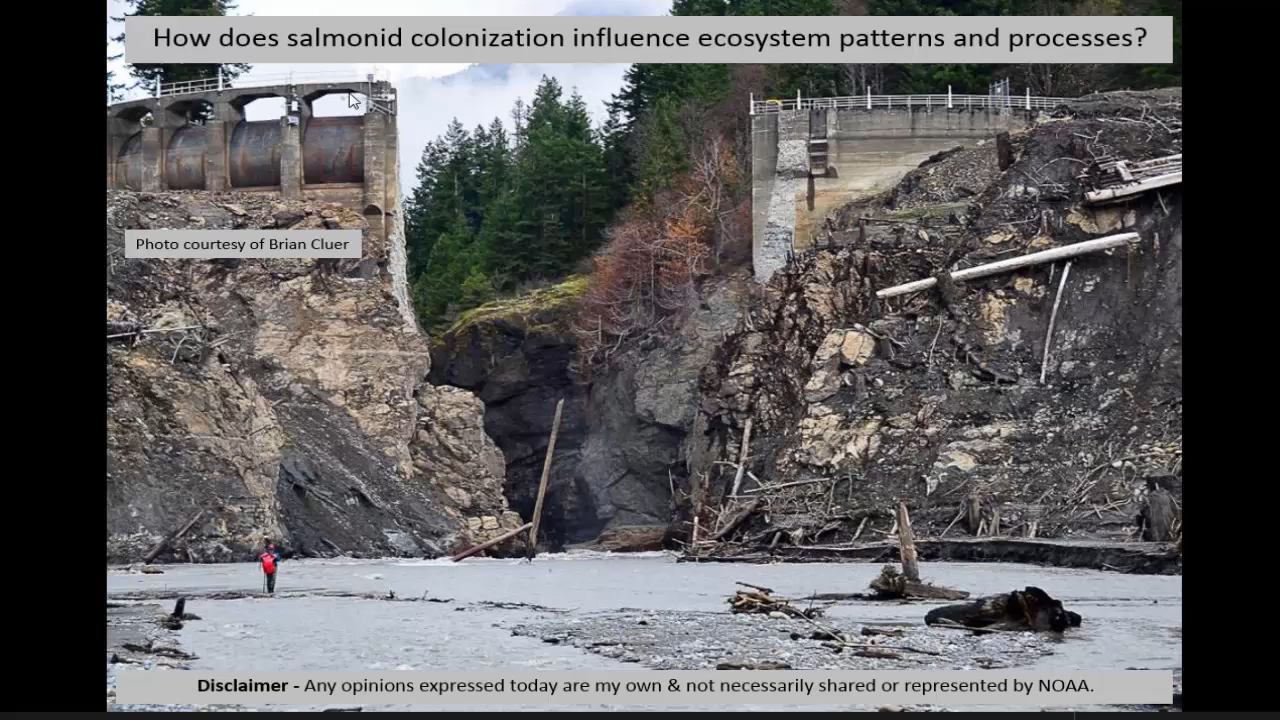 How does salmonid colonization influence ecosystem patterns and processes?
Photo courtesy of Brian Cluer
Disclaimer - Any opinions expressed today are my own & not necessarily shared or represented by NOAA.